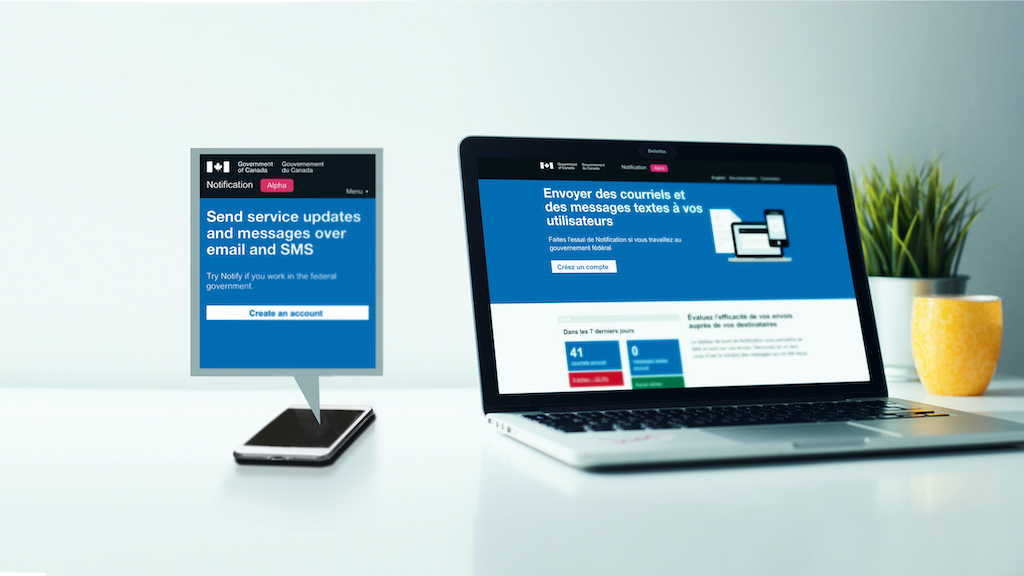 Government
of Canada
Gouvernement
du Canada
Notification
Alpha
Menu
Send service updates
and messages over
email and SMS
Try Notify if you work in the federal
government.
Create an account
Deloitte.
Government
of Canada
Gouvernement
du Canada
Notification
Alpha
English Documentation Connexion
Envoyer des courriels et
des messages textes à vos
utilisateurs
Faites l'essai de Notification si vous travaillez au
gouvernement fédéral
Créez un compte
Dans les 7 derniers jours
41
0
Évaluez l'efficacité de vos envois
auprès de vos destinataires